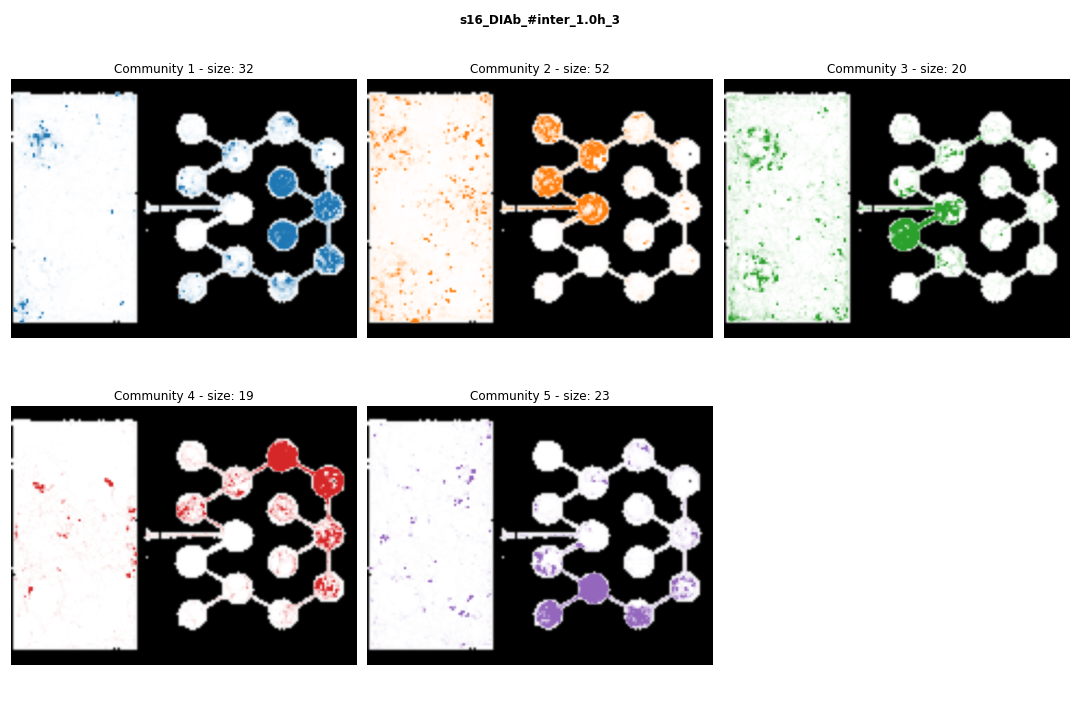 s16_DIAb_#inter_1.0h_3
Community 1 - size: 32
Community 2 - size: 52
Community 3 - size: 20
Community 4 - size: 19
Community 5 - size: 23